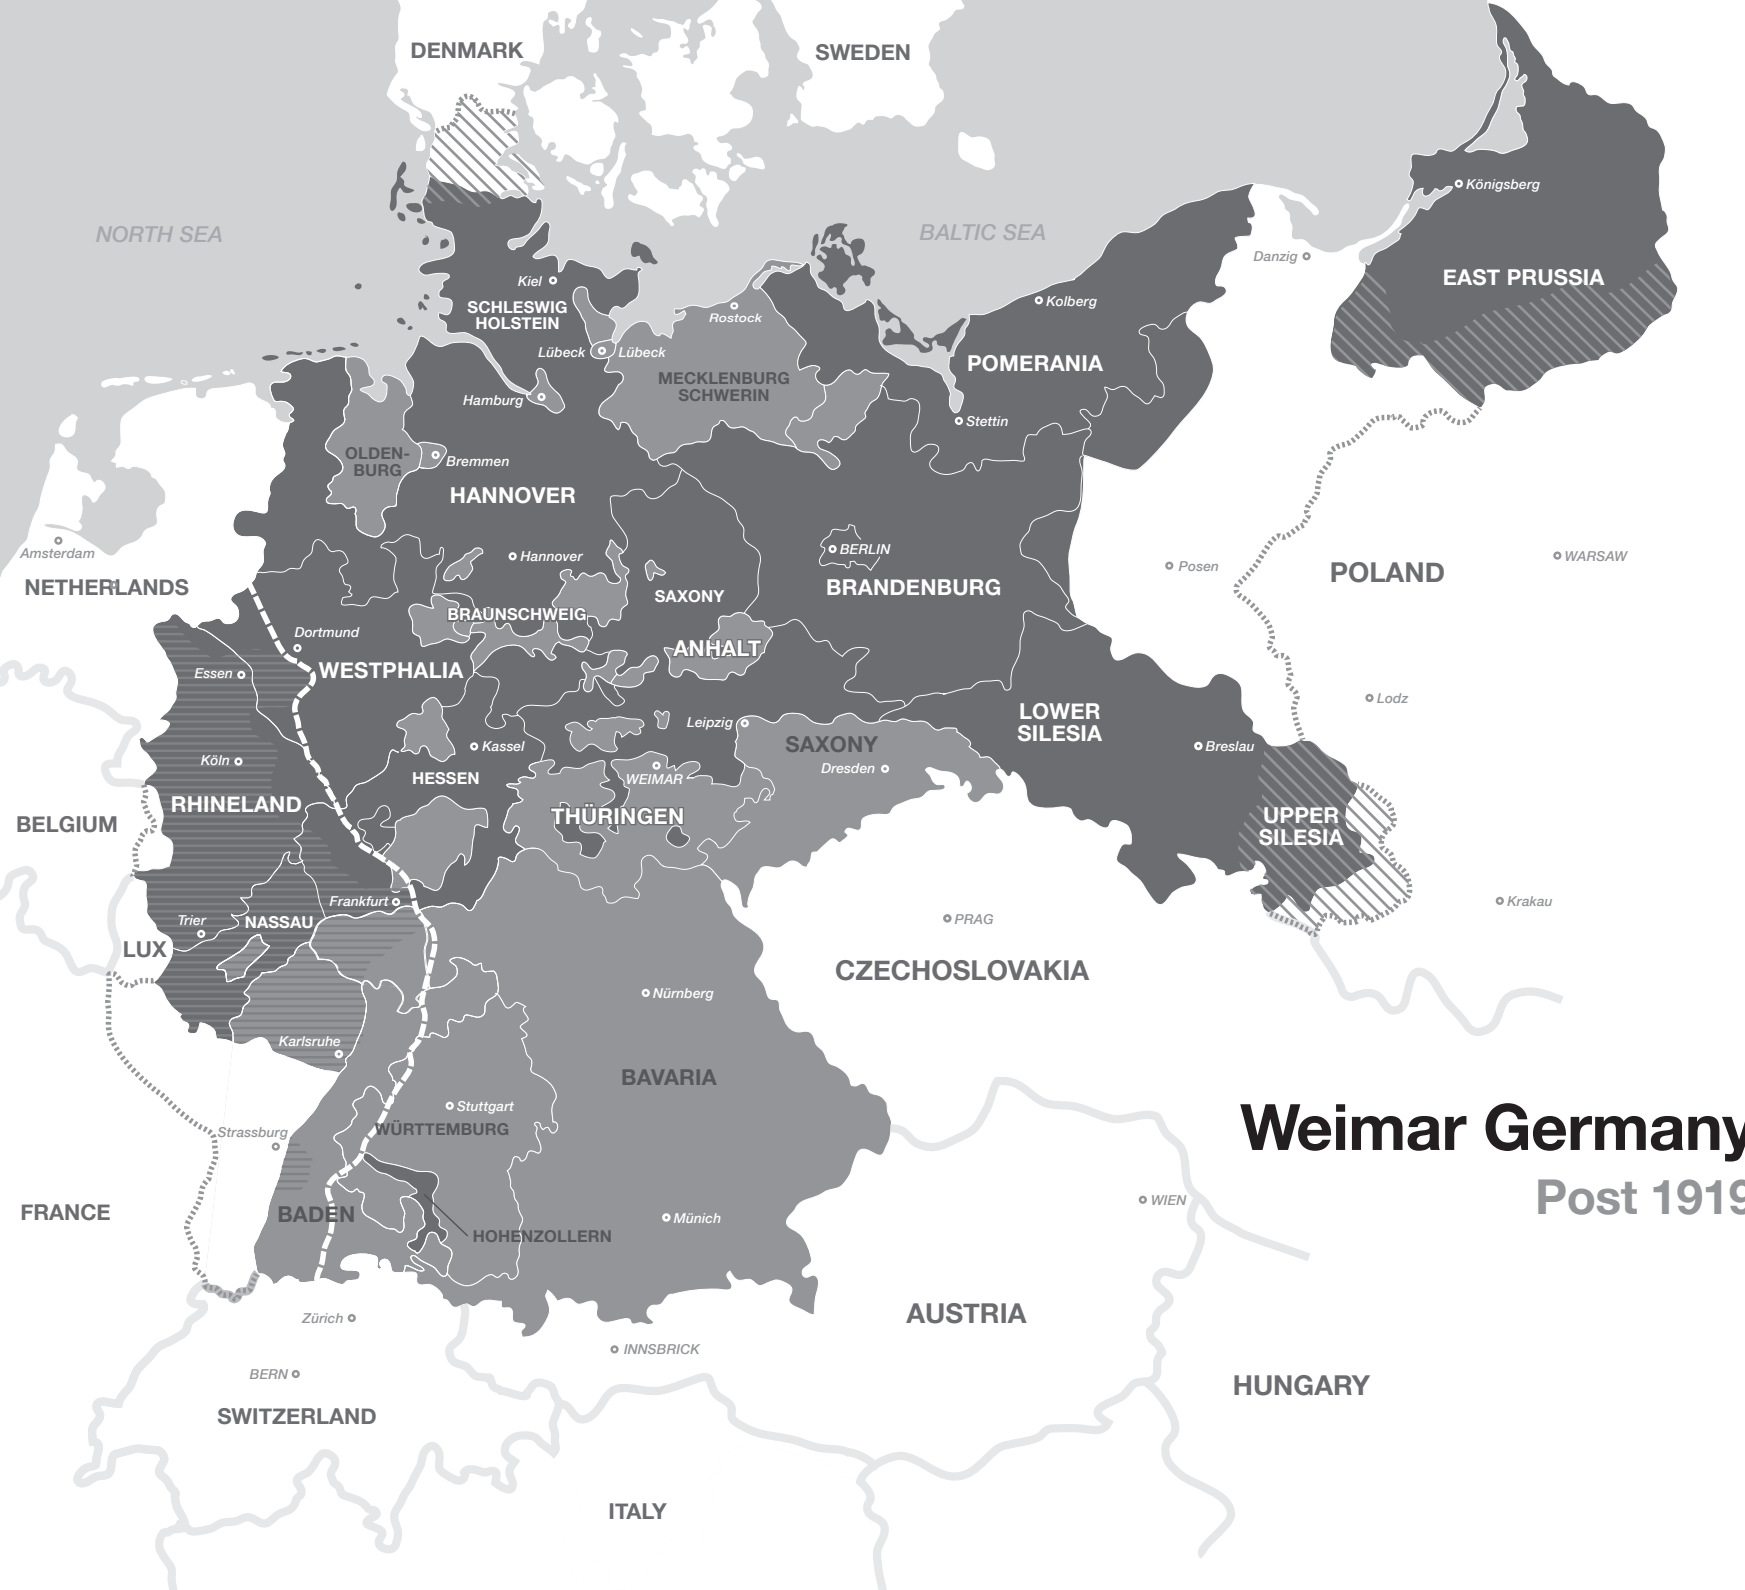 DENMARK
SWEDEN
NORTH SEA
BALTIC SEA
Königsberg
Danzig
EAST PRUSSIA
Kiel
SCHLESWIG
HOLSTEIN
Rostock
Kolberg
Lübeck
Lübeck
POMERANIA
MECKLENBURG
SCHWERIN
Hamburg
Stettin
OLDEN-
BURG
Bremmen
HANNOVER
Amsterdam
NETHERLANDS
Hannover
BERLIN
BRANDENBURG
Posen
POLAND
WARSAW
SAXONY
BRAUNSCHWEIG
Dortmund
ANHALT
Essen
WESTPHALIA
Lodz
LOWER
SILESIA
Leipzig
SAXONY
Breslau
Kassel
Köln
Dresden
HESSEN
WEIMAR
RHINELAND
THÜRINGEN
BELGIUM
UPPER
SILESIA
Frankfurt
Krakau
Trier
NASSAU
PRAG
LUX
CZECHOSLOVAKIA
Nürnberg
Karlsruhe
BAVARIA
Stuttgart
WÜRTTEMBURG
Strassburg
Weimar Germany
Post 1919
WIEN
FRANCE
BADEN
Münich
HOHENZOLLERN
AUSTRIA
Zürich
INNSBRICK
BERN
HUNGARY
SWITZERLAND
ITALY